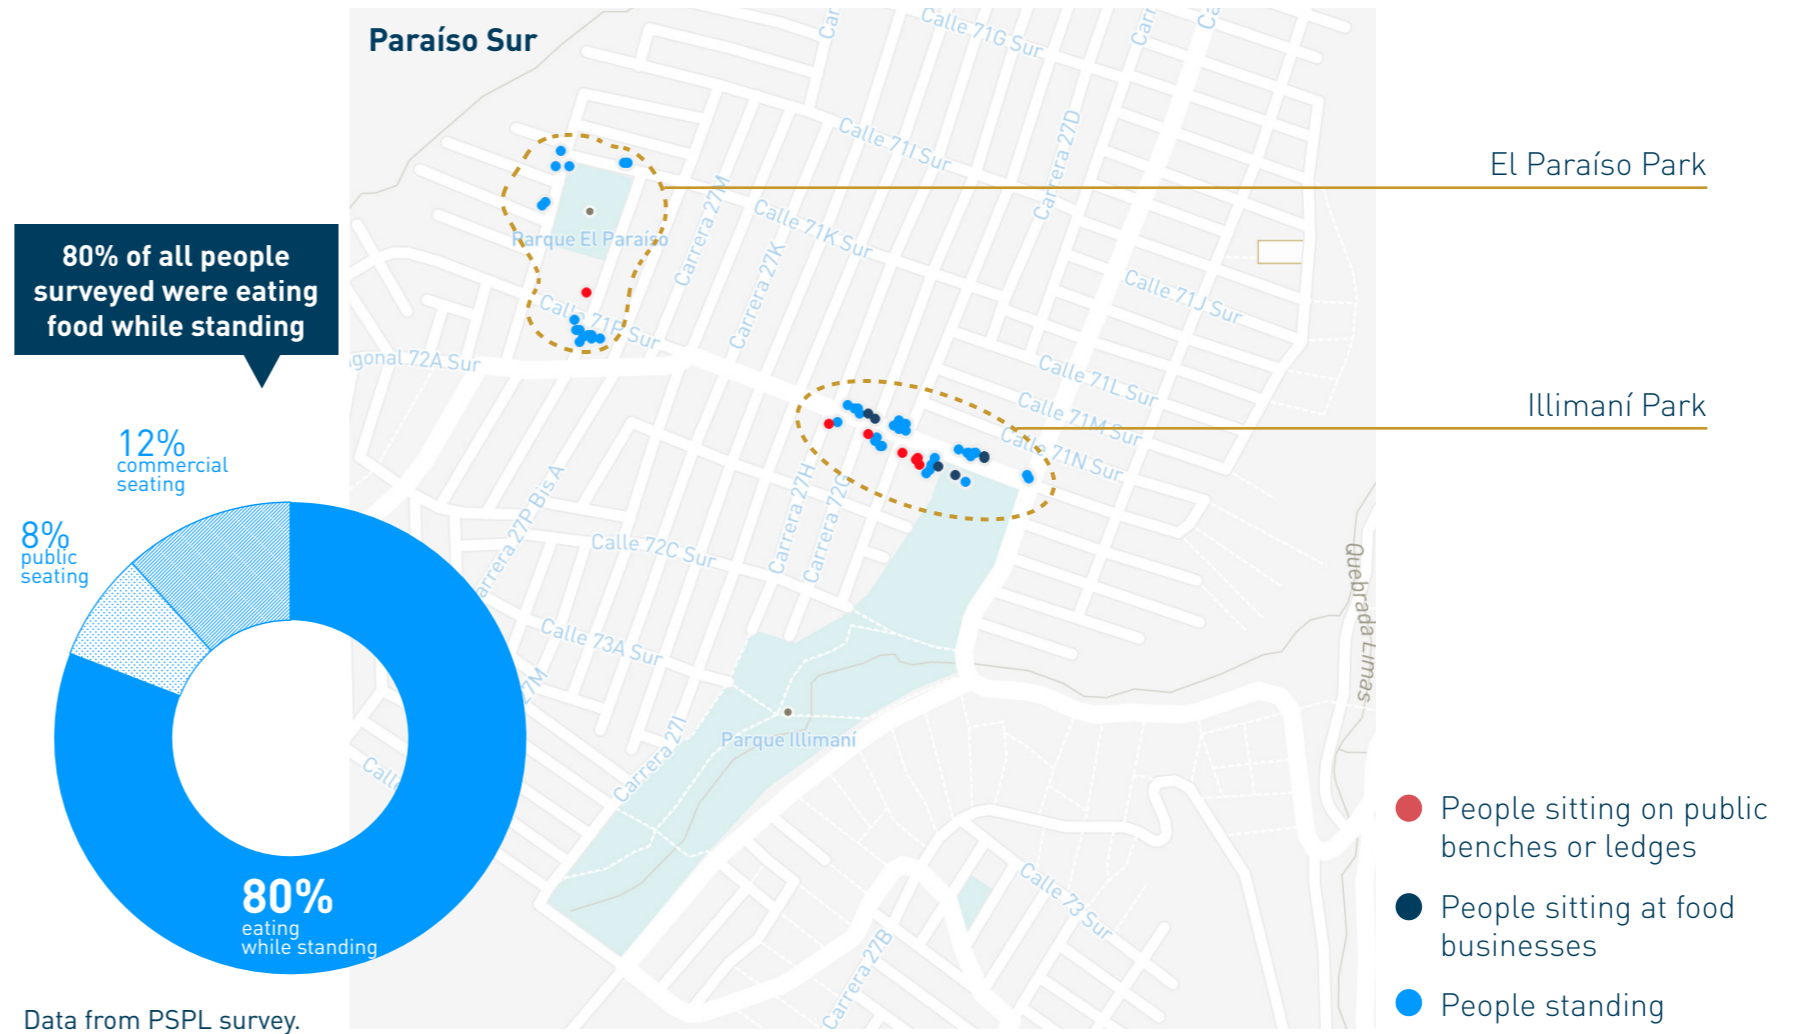 Paraíso Sur
Calle 71G Sur
Calle 71I Sur
Carrera 27D
El Paraíso Park
Carrera 27M
Calle 71K Sur
Parque El Paraíso
Carrera 27K
80% of all people
surveyed were eating
food while standing
Calle 71J Sur
Calle 71P Sur
gonal 72A Sur
Calle 71L Sur
Calle 71M Sur
Illimaní Park
Calle 71N Sur
12%
commercial
seating
8%
public
seating
arrera 27P Bis A
Carrera 27H
Carrera 72G
Calle 72C Sur
Quebrada Limas
Calle 73A Sur
27M
Carrera 27I
Parque Illimaní
Calle
80%
eating
while standing
Calle 73 Sur
Carrera 27B
People sitting on public
benches or ledges
People sitting at food
businesses
People standing
Data from PSPL survey.